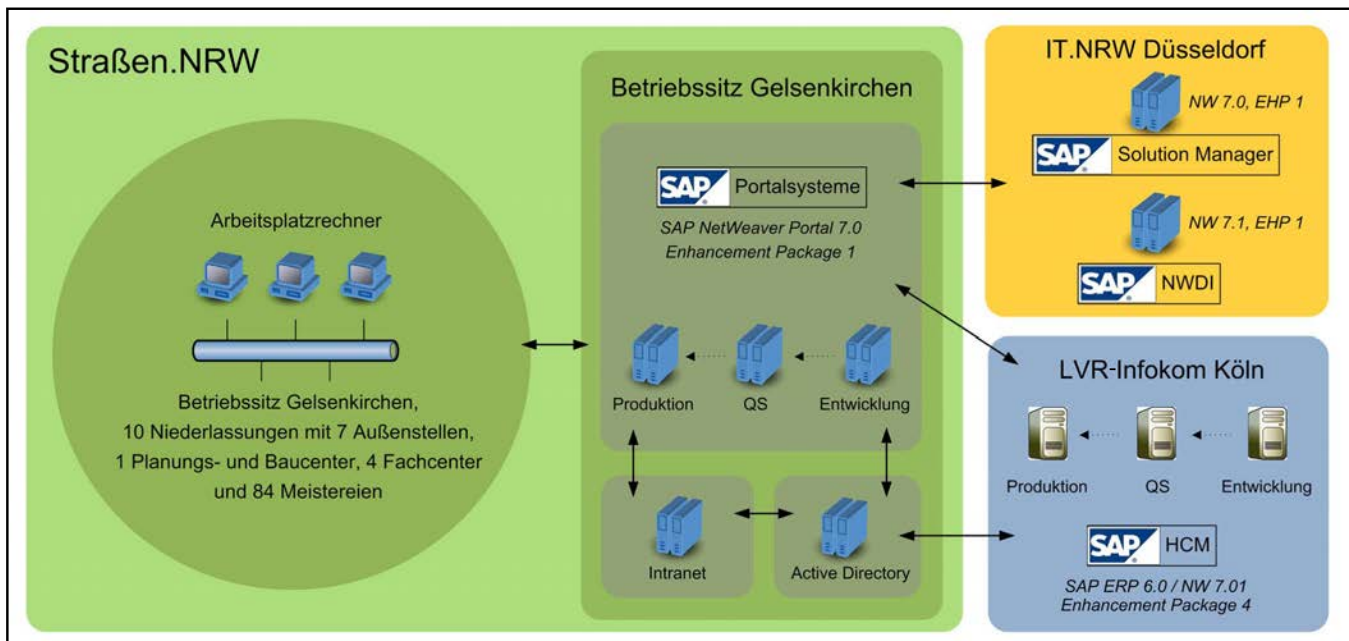 Straßen.NRW
Arbeitsplatzrechner
Betriebssitz Gelsenkirchen,
10 Niederlassungen mit 7 Außenstellen,
1 Planungs- und Baucenter, 4 Fachcenter
und 84 Meistereien
Betriebssitz Gelsenkirchen
SAP Portalsysteme
SAP NetWeaver Portal 7.0
Enhancement Package 1
Produktion
QS
Entwicklung
Intranet
Active Directory
IT.NRW Düsseldorf
NW 7.0, EHP 1
SAP Solution Manager
NW 7.1, EHP 1
SAP NWDI
LVR-Infokom Köln
Produktion
QS
Entwicklung
SAP HCM
SAP ERP 6.0 / NW 7.01
Enhancement Package 4